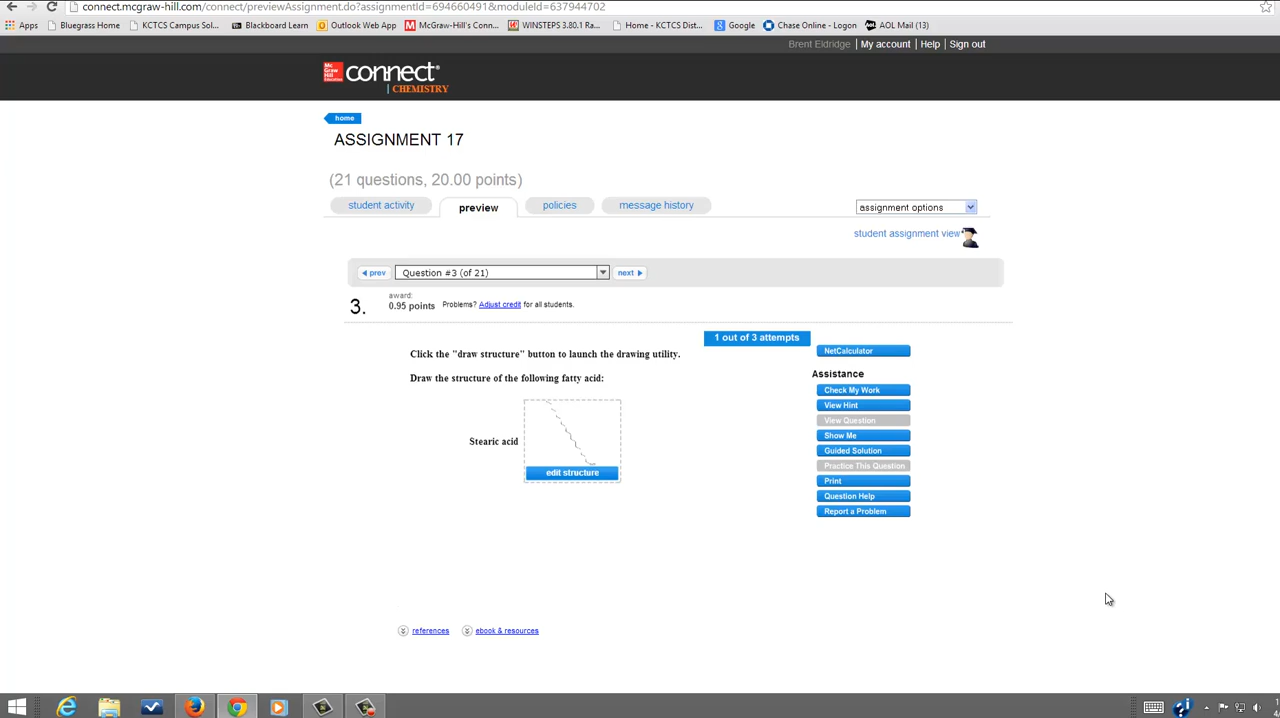 connect.mcgraw-hill.com/connect/previewAssignment.do?assignmentId=694660491&moduleId=637944702
Apps Bluegrass Home KCTCS Campus Sol... Blackboard Learn Outlook Web App McGraw-Hill's Conn... WINSTEPS 3.80.1 Ra... Home - KCTCS Dist... Google Chase Online - Logon AOL Mail (13)
Brent Eldridge | My account | Help | Sign out
Mc Graw Hill Education connect®
| CHEMISTRY
home
ASSIGNMENT 17
(21 questions, 20.00 points)
student activity preview policies message history assignment options
student assignment view
prev Question #3 (of 21) next
3. award:
0.95 points Problems? Adjust credit for all students.
1 out of 3 attempts
Click the "draw structure" button to launch the drawing utility.
Draw the structure of the following fatty acid:
Stearic acid
edit structure
NetCalculator
Assistance
Check My Work
View Hint
View Question
Show Me
Guided Solution
Practice This Question
Print
Question Help
Report a Problem
references ebook & resources